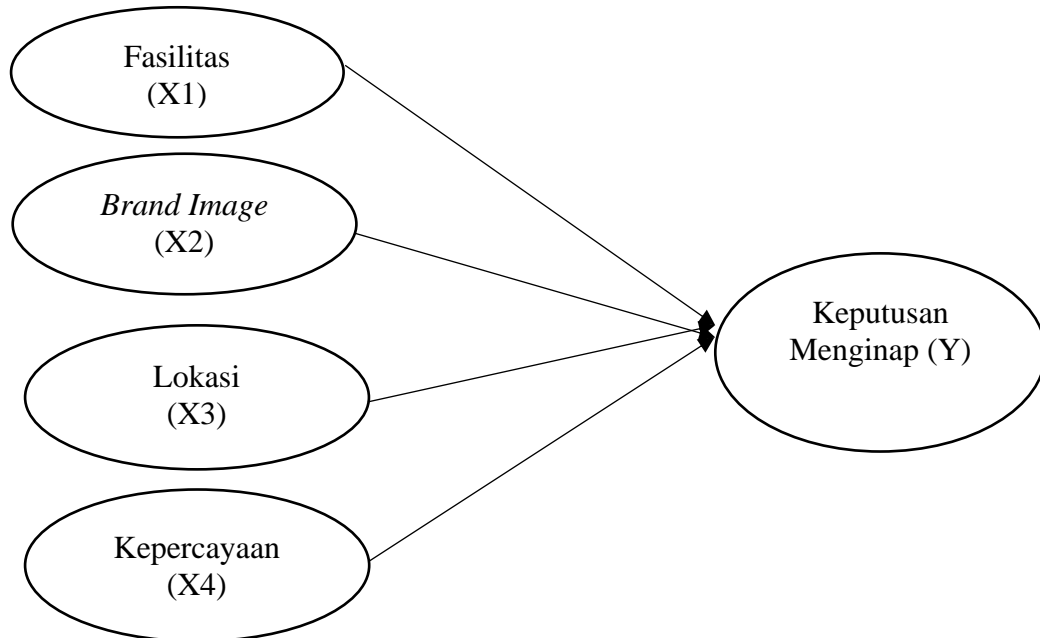 Fasilitas
(X1)
Brand Image
(X2)
Lokasi
(X3)
Kepercayaan
(X4)
Keputusan
Menginap (Y)